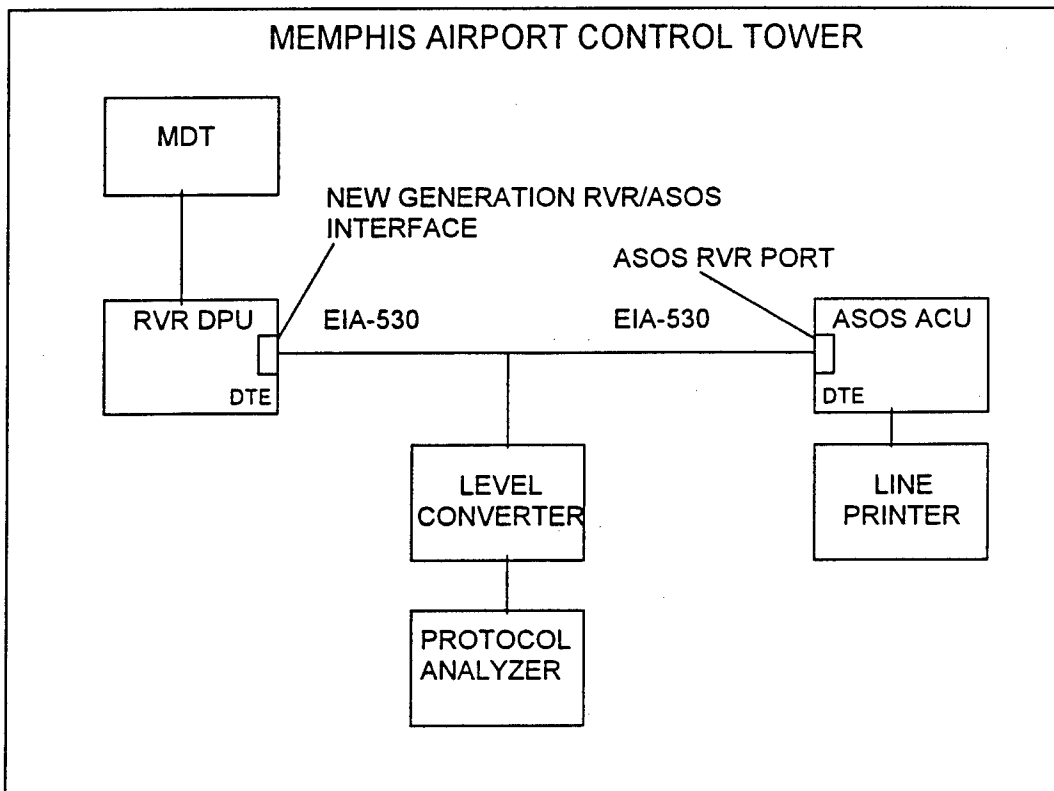 MEMPHIS AIRPORT CONTROL TOWER
MDT
NEW GENERATION RVR/ASOS
INTERFACE
ASOS RVR PORT
RVR DPU
EIA-530
EIA-530
ASOS ACU
DTE
DTE
LEVEL
CONVERTER
LINE
PRINTER
PROTOCOL
ANALYZER